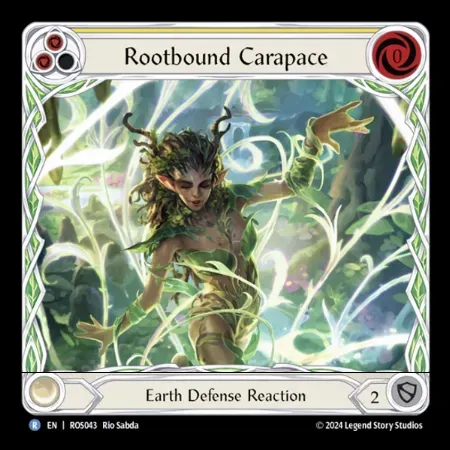 Rootbound Carapace
0
Earth Defense Reaction
2
R EN | ROS043 Rio Sabda
© 2024 Legend Story Studios